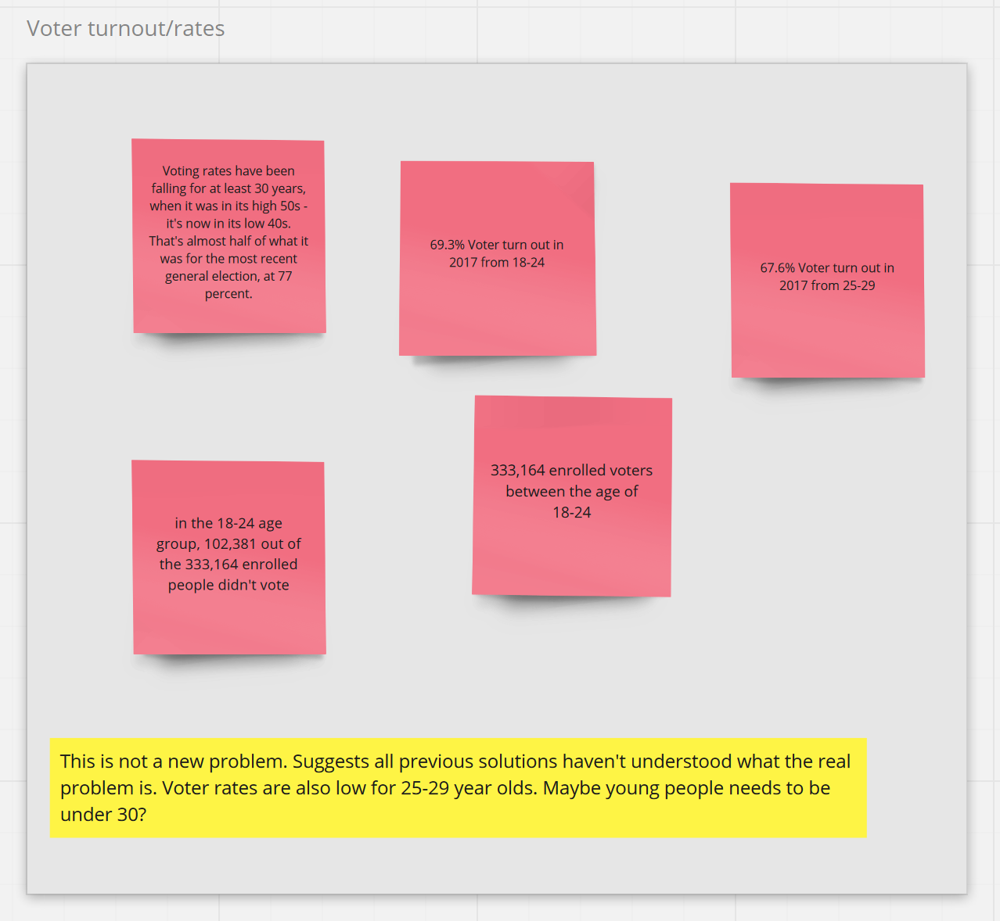 Voter turnout/rates
Voting rates have been
falling for at least 30 years,
when it was in its high 50s -
it's now in its low 40s.
That's almost half of what it
was for the most recent
general election, at 77
percent.
69.3% Voter turn out in
2017 from 18-24
67.6% Voter turn out in
2017 from 25-29
in the 18-24 age
group, 102,381 out of
the 333,164 enrolled
people didn't vote
333,164 enrolled voters
between the age of
18-24
This is not a new problem. Suggests all previous solutions haven't understood what the real
problem is. Voter rates are also low for 25-29 year olds. Maybe young people needs to be
under 30?